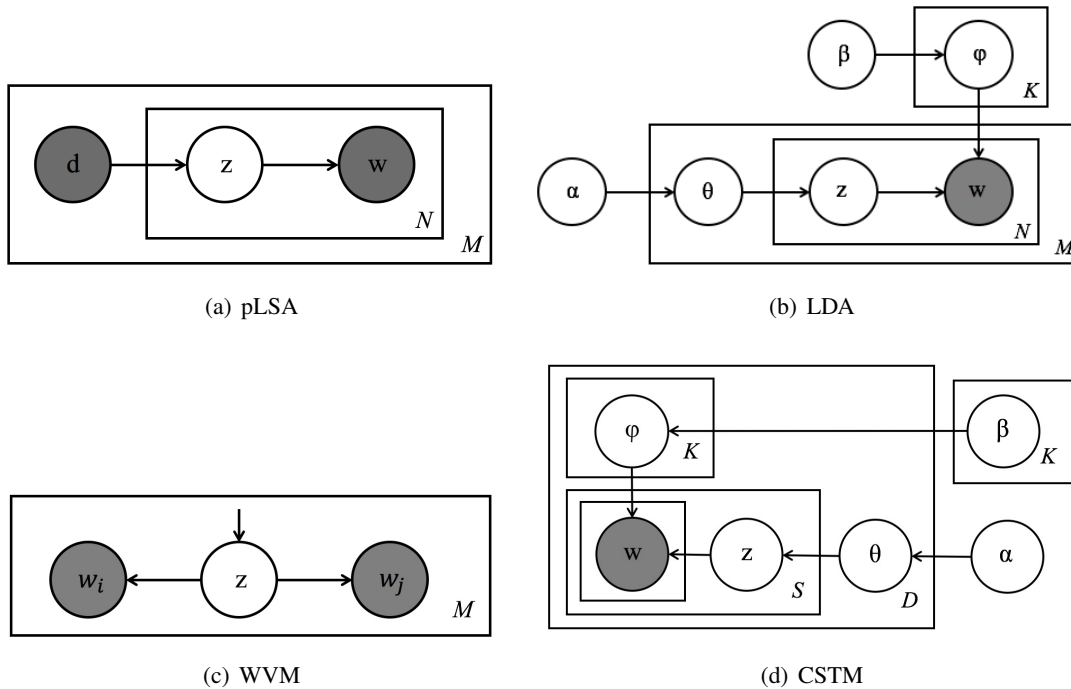 d z w
N
M
(a) pLSA
β φ
K
α θ z w
N
M
(b) LDA
w_i z w_j
M
(c) WVM
φ β
K K
w z θ α
S D
(d) CSTM